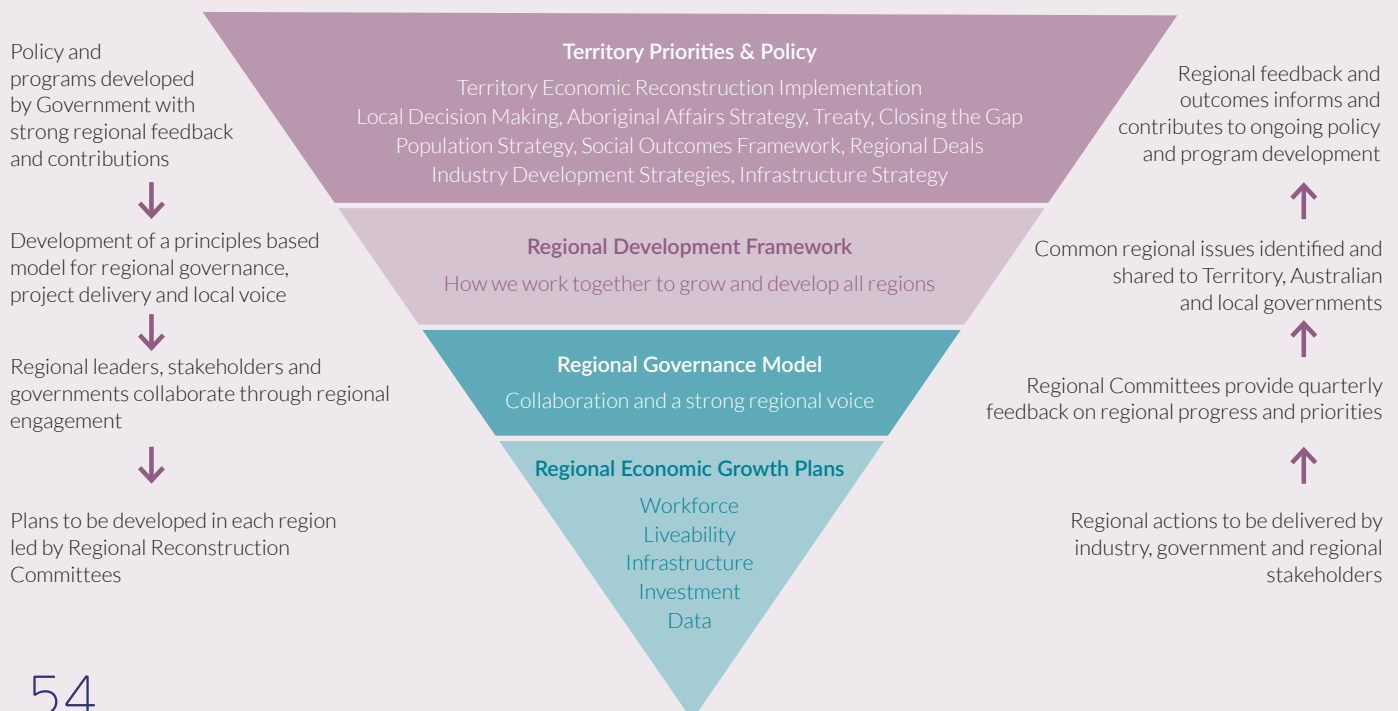 Policy and
programs developed
by Government with
strong regional feedback
and contributions
Development of a principles based
model for regional governance,
project delivery and local voice
Regional leaders, stakeholders and
governments collaborate through regional
engagement
Plans to be developed in each region
led by Regional Reconstruction
Committees
Territory Priorities & Policy
Territory Economic Reconstruction Implementation
Local Decision Making, Aboriginal Affairs Strategy, Treaty, Closing the Gap
Population Strategy, Social Outcomes Framework, Regional Deals
Industry Development Strategies, Infrastructure Strategy
Regional Development Framework
How we work together to grow and develop all regions
Regional Governance Model
Collaboration and a strong regional voice
Regional Economic Growth Plans
Workforce
Liveability
Infrastructure
Investment
Data
Regional feedback and
outcomes informs and
contributes to ongoing policy
and program development
Common regional issues identified and
shared to Territory, Australian
and local governments
Regional Committees provide quarterly
feedback on regional progress and priorities
Regional actions to be delivered by
industry, government and regional
stakeholders
54